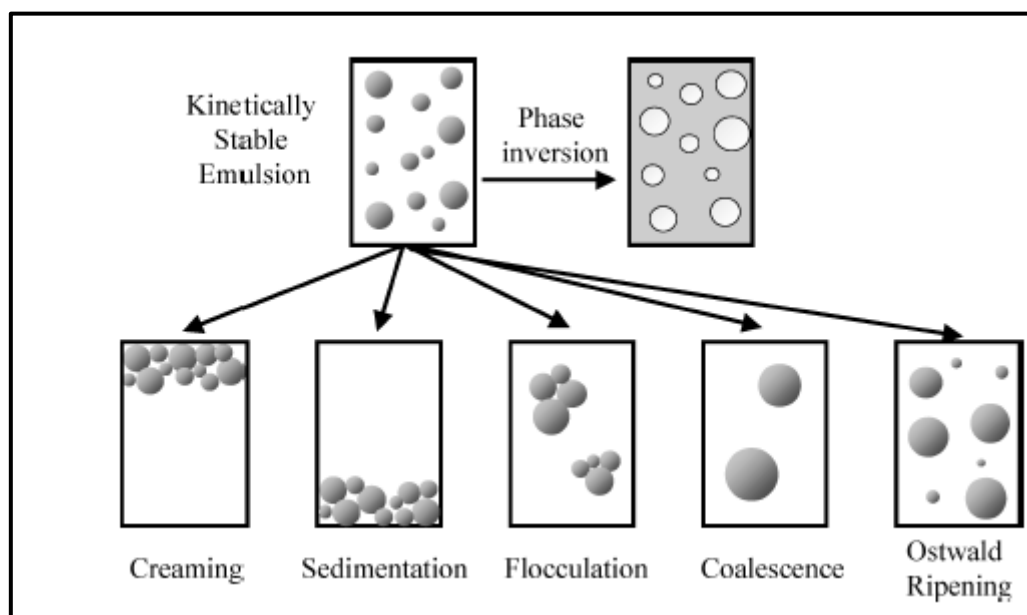 Kinetically
Stable
Emulsion
Phase
inversion
Creaming
Sedimentation
Flocculation
Coalescence
Ostwald
Ripening